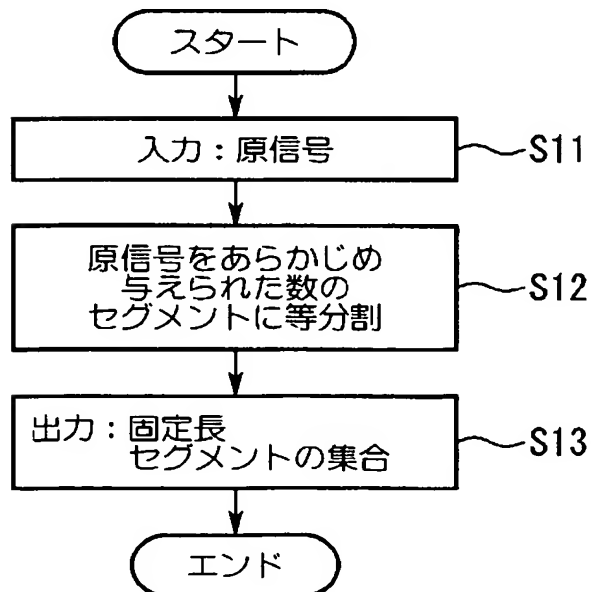 スタート
入力：原信号
S11
原信号をあらかじめ
与えられた数の
セグメントに等分割
S12
出力：固定長
セグメントの集合
S13
エンド